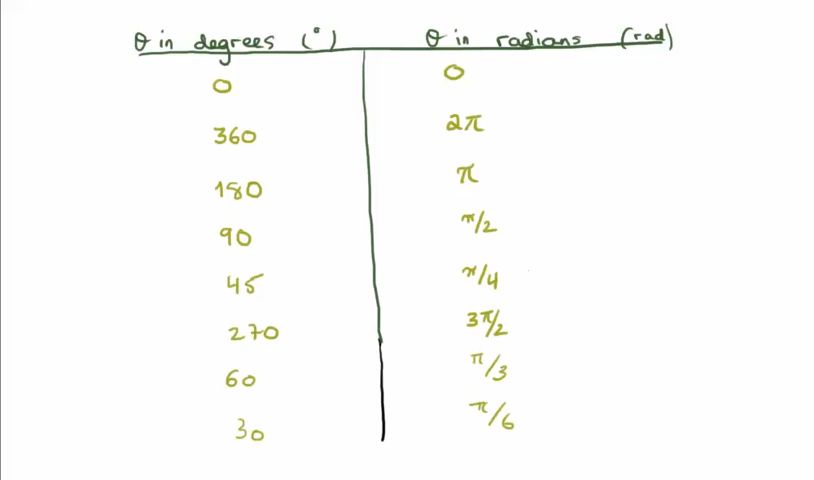 θ in degrees (°) θ in radians (rad)
0 0
360 2π
180 π
90 π/2
45 π/4
270 3π/2
60 π/3
30 π/6